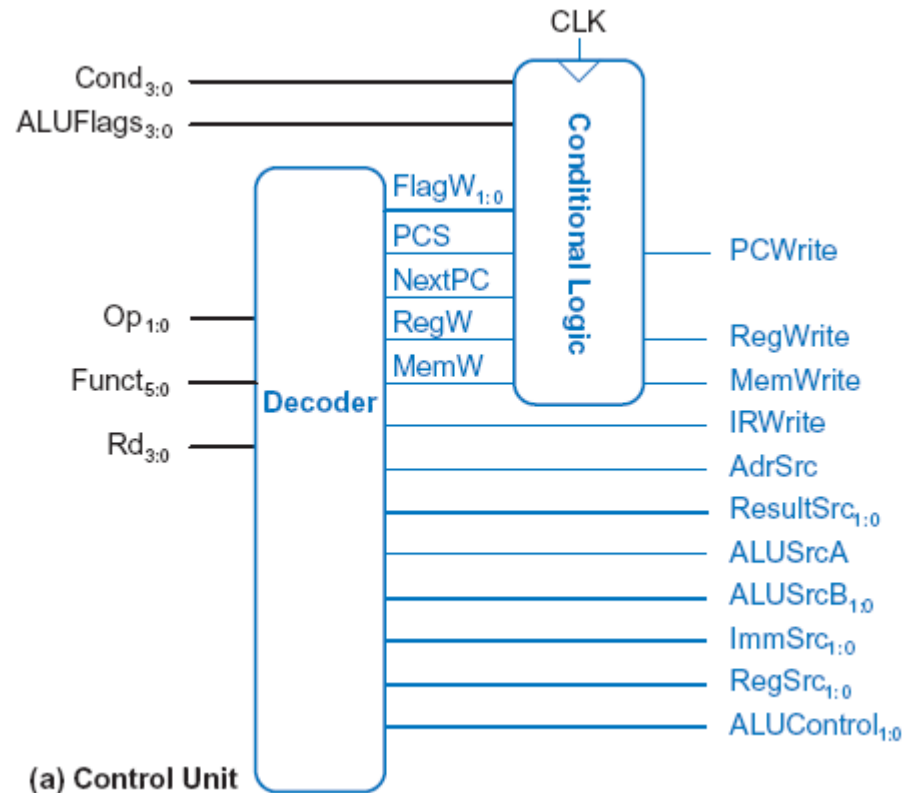 CLK
Cond3:0
ALUFlags3:0
Conditional Logic
FlagW1:0
PCS
PCWrite
NextPC
Op1:0
RegW
RegWrite
Funct5:0
MemW
MemWrite
Decoder
IRWrite
Rd3:0
AdrSrc
ResultSrc1:0
ALUSrcA
ALUSrcB1:0
ImmSrc1:0
RegSrc1:0
ALUControl1:0
(a) Control Unit